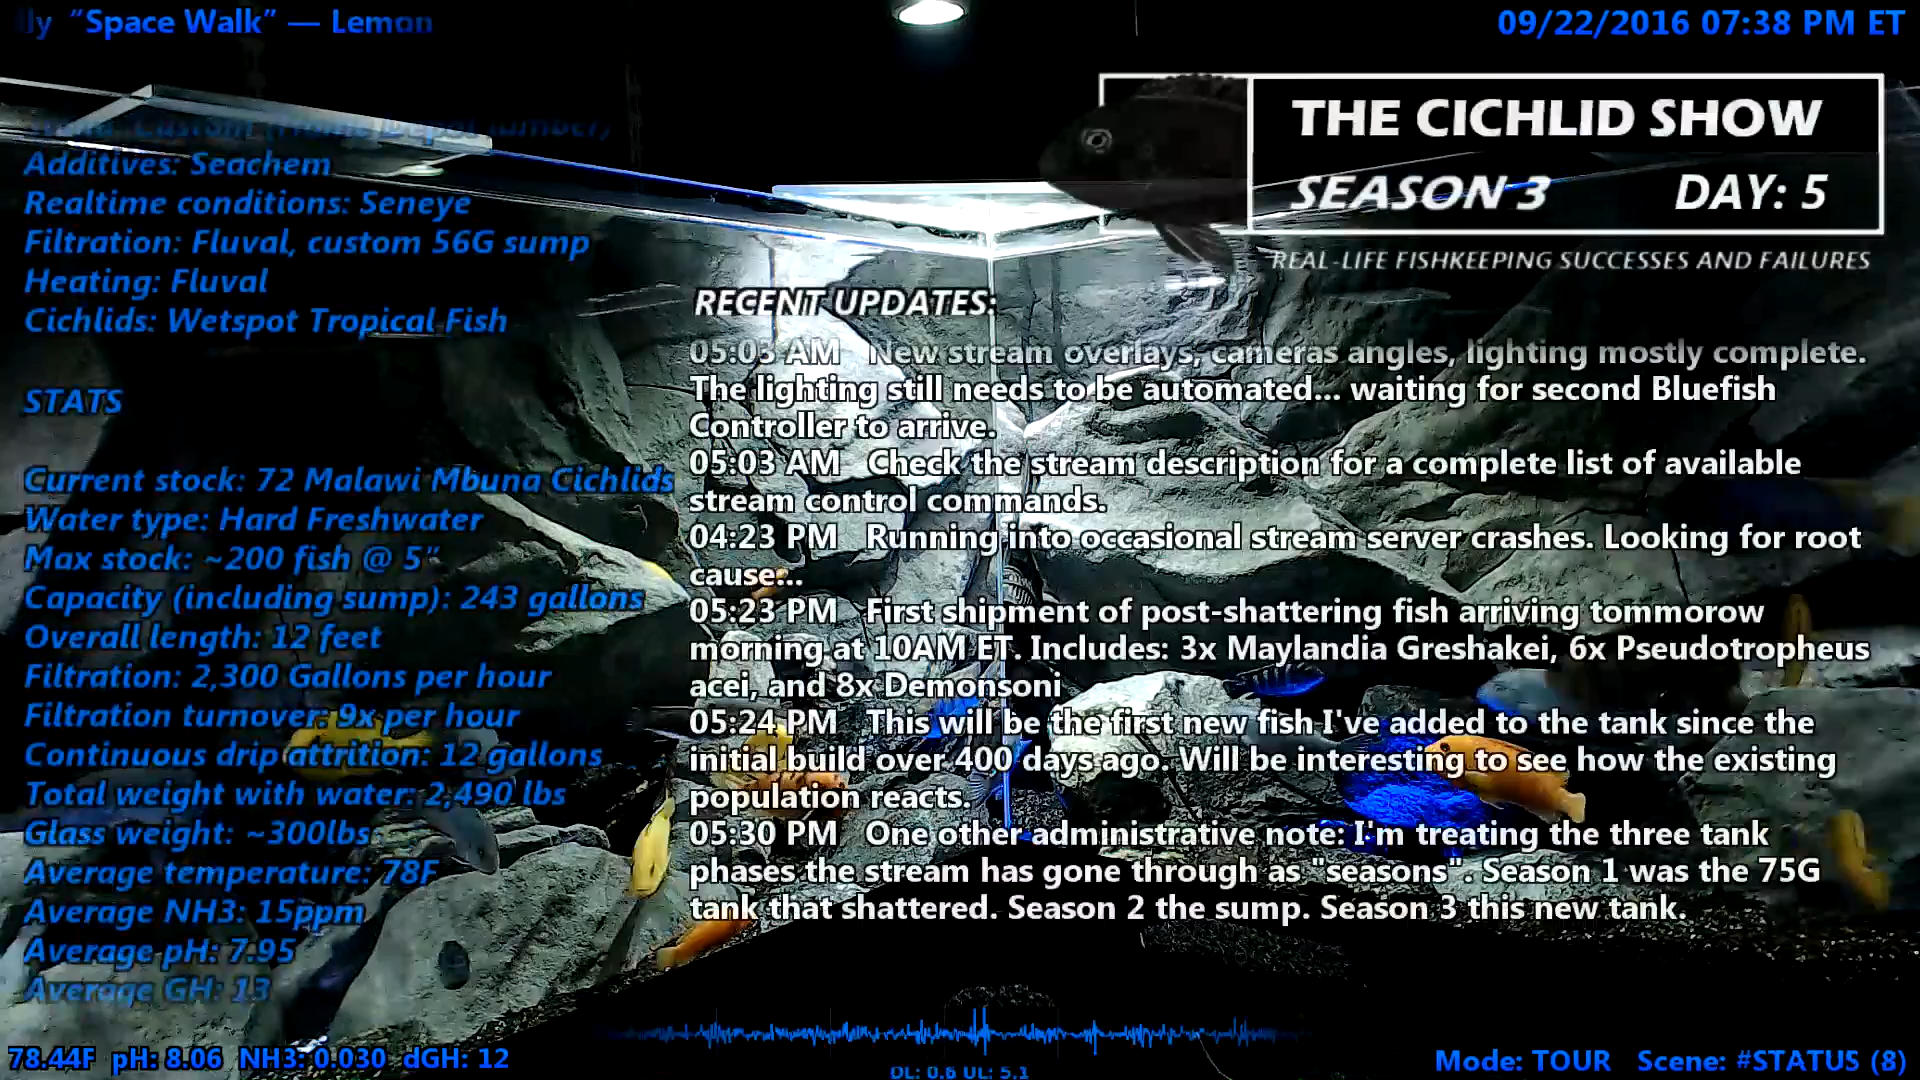 lly “Space Walk” — Lemon
09/22/2016 07:38 PM ET
THE CICHLID SHOW
SEASON 3 DAY: 5
REAL-LIFE FISHKEEPING SUCCESSES AND FAILURES
Custom (Home Depot lumber)
Additives: Seachem
Realtime conditions: Seneye
Filtration: Fluval, custom 56G sump
Heating: Fluval
Cichlids: Wetspot Tropical Fish
STATS
Current stock: 72 Malawi Mbuna Cichlids
Water type: Hard Freshwater
Max stock: ~200 fish @ 5”
Capacity (including sump): 243 gallons
Overall length: 12 feet
Filtration: 2,300 Gallons per hour
Filtration turnover: 9x per hour
Continuous drip attrition: 12 gallons
Total weight with water: 2,490 lbs
Glass weight: ~300lbs
Average temperature: 78F
Average NH3: 15ppm
Average pH: 7.95
Average GH: 13
RECENT UPDATES:
05:03 AM New stream overlays, cameras angles, lighting mostly complete.
The lighting still needs to be automated... waiting for second Bluefish
Controller to arrive.
05:03 AM Check the stream description for a complete list of available
stream control commands.
04:23 PM Running into occasional stream server crashes. Looking for root
cause...
05:23 PM First shipment of post-shattering fish arriving tommorow
morning at 10AM ET. Includes: 3x Maylandia Greshakei, 6x Pseudotropheus
acei, and 8x Demonsoni
05:24 PM This will be the first new fish I've added to the tank since the
initial build over 400 days ago. Will be interesting to see how the existing
population reacts.
05:30 PM One other administrative note: I'm treating the three tank
phases the stream has gone through as "seasons". Season 1 was the 75G
tank that shattered. Season 2 the sump. Season 3 this new tank.
78.44F pH: 8.06 NH3: 0.030 dGH: 12
DL: 0.6 UL: 5.1
Mode: TOUR Scene: #STATUS (8)